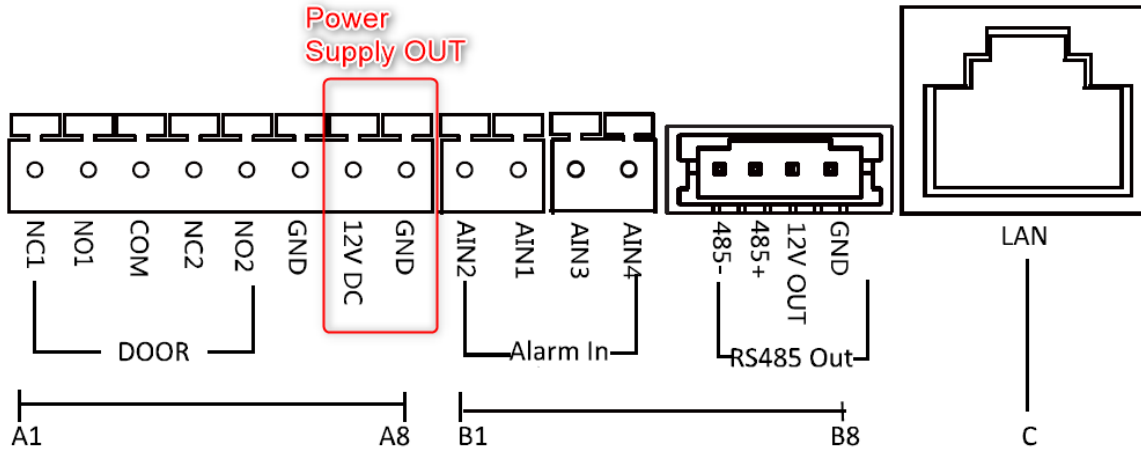 Power
Supply OUT
NC1
NO1
COM
NC2
NO2
GND
12V DC
GND
AIN2
AIN1
AIN3
AIN4
485-
485+
12V OUT
GND
LAN
DOOR
Alarm In
RS485 Out
A1
A8
B1
B8
C